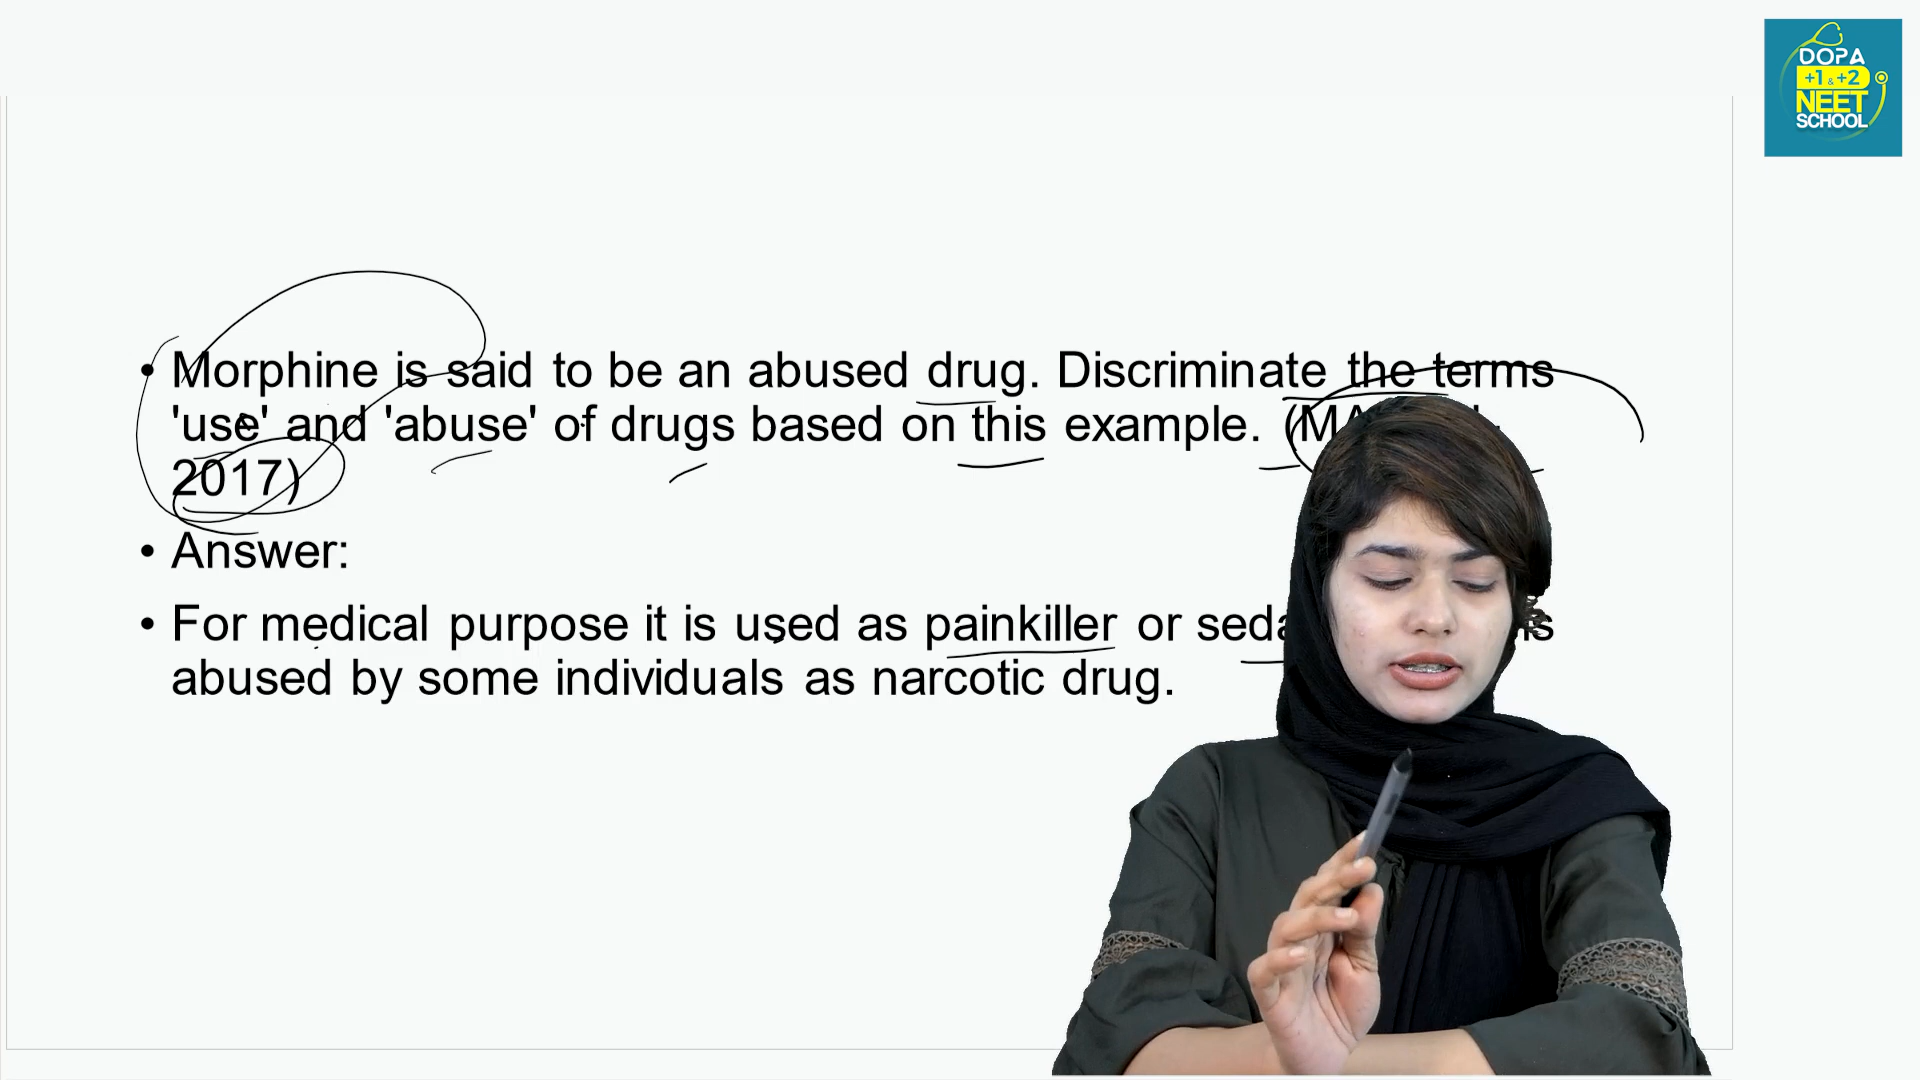 DOPA
+1 & +2
NEET
SCHOOL
• Morphine is said to be an abused drug. Discriminate the terms
'use' and 'abuse' of drugs based on this example.
2017)
• Answer:
• For medical purpose it is used as painkiller or
abused by some individuals as narcotic drug.